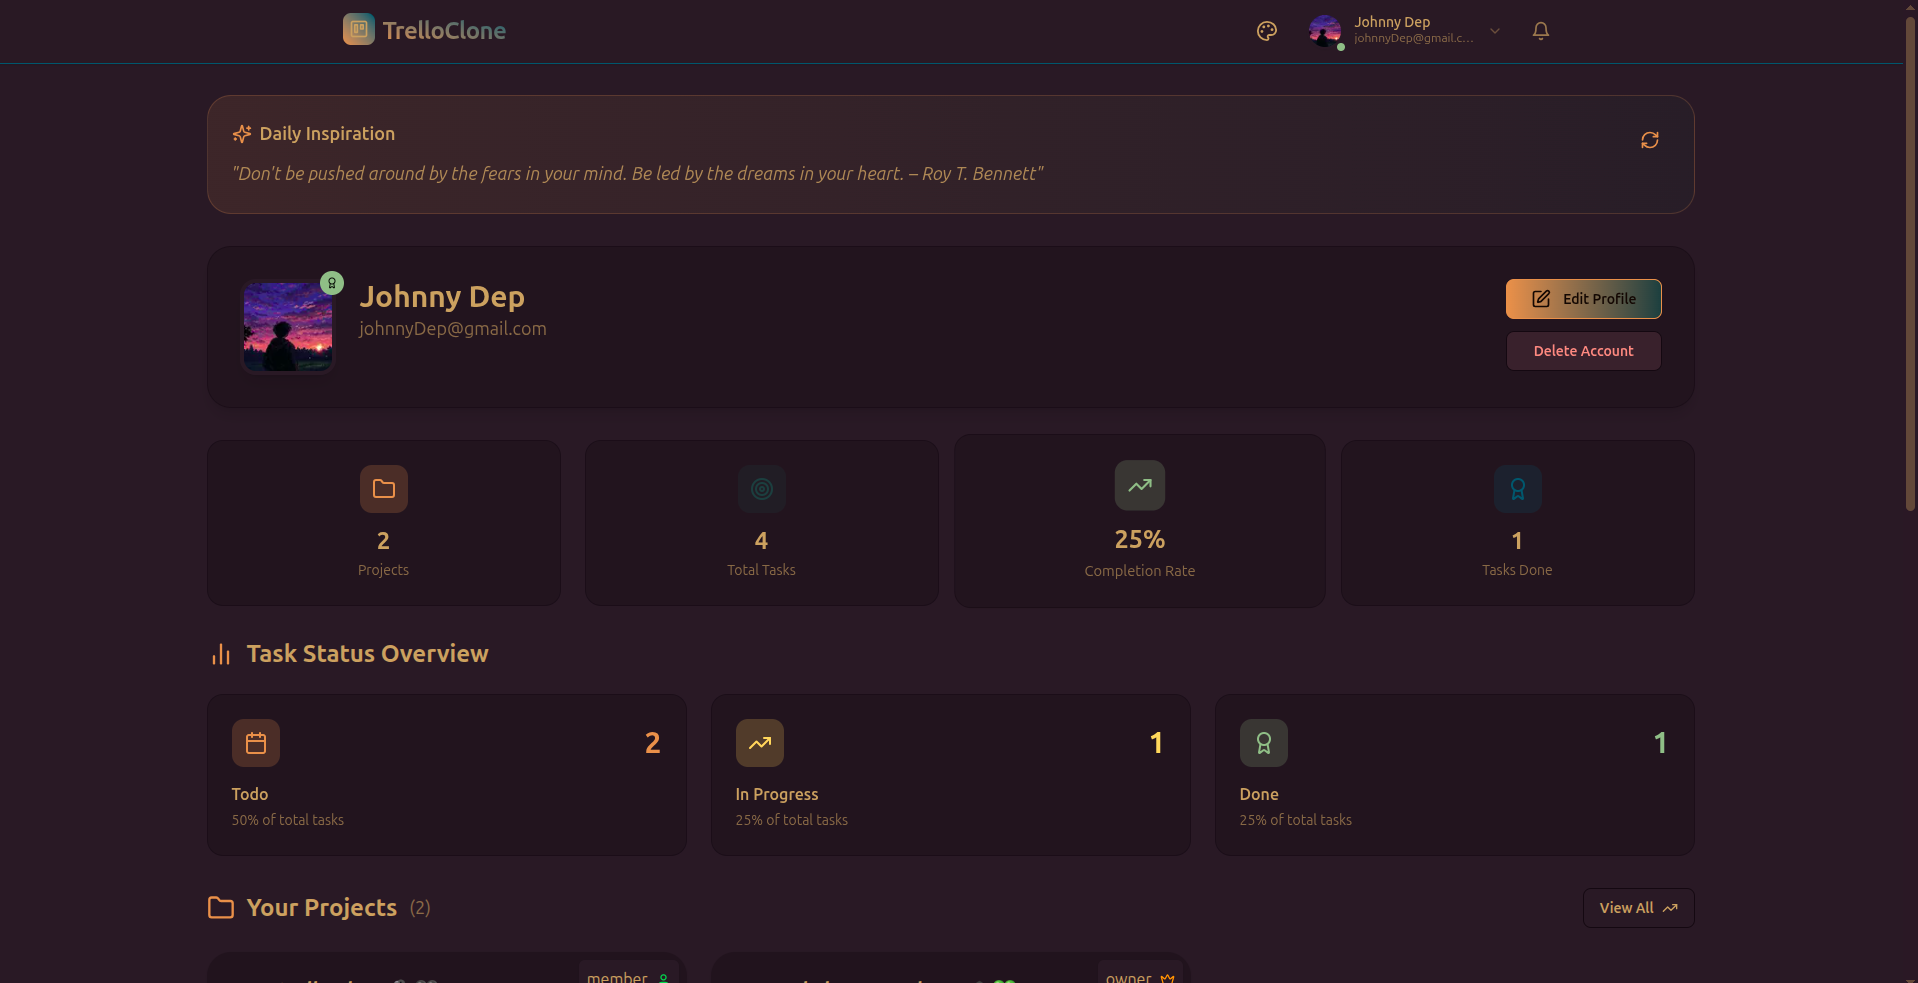 TrelloClone
Johnny Dep
johnnyDep@gmail.c...
Daily Inspiration
"Don't be pushed around by the fears in your mind. Be led by the dreams in your heart. – Roy T. Bennett"
Johnny Dep
johnnyDep@gmail.com
Edit Profile
Delete Account
2
Projects
4
Total Tasks
25%
Completion Rate
1
Tasks Done
Task Status Overview
2
Todo
50% of total tasks
1
In Progress
25% of total tasks
1
Done
25% of total tasks
Your Projects (2)
View All
member
owner